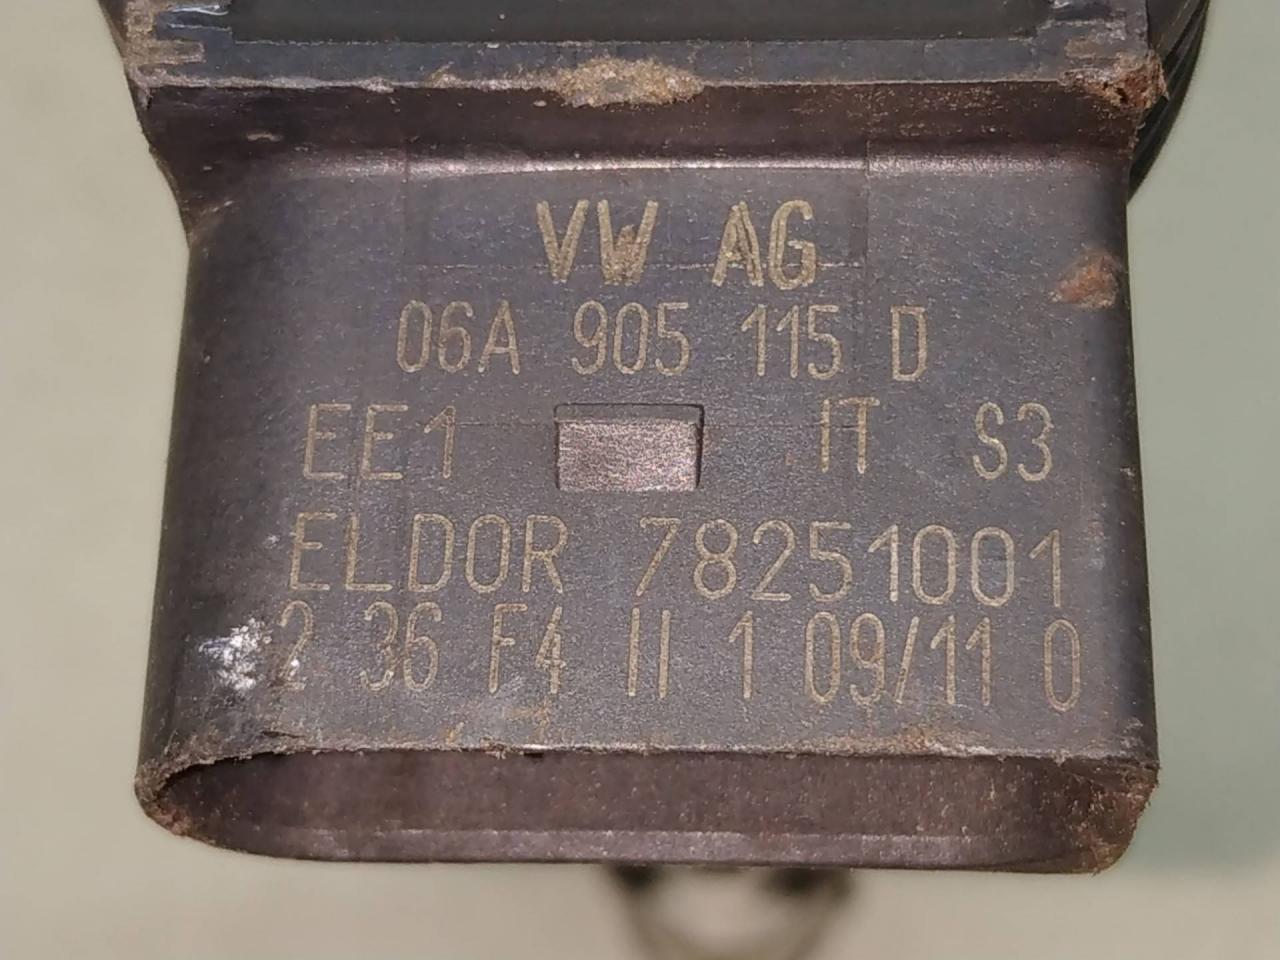 VW AG
06A 905 115 D
EE1 IT S3
ELDOR 78251001
2 36 F4 II 1 09/11 0